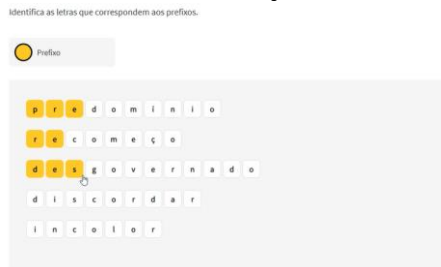 Identifica as letras que correspondem aos prefixos.
Prefixo
p r e d o m í n i o
r e c o m e ç o
d e s g o v e r n a d o
d i s c o r d a r
i n c o l o r